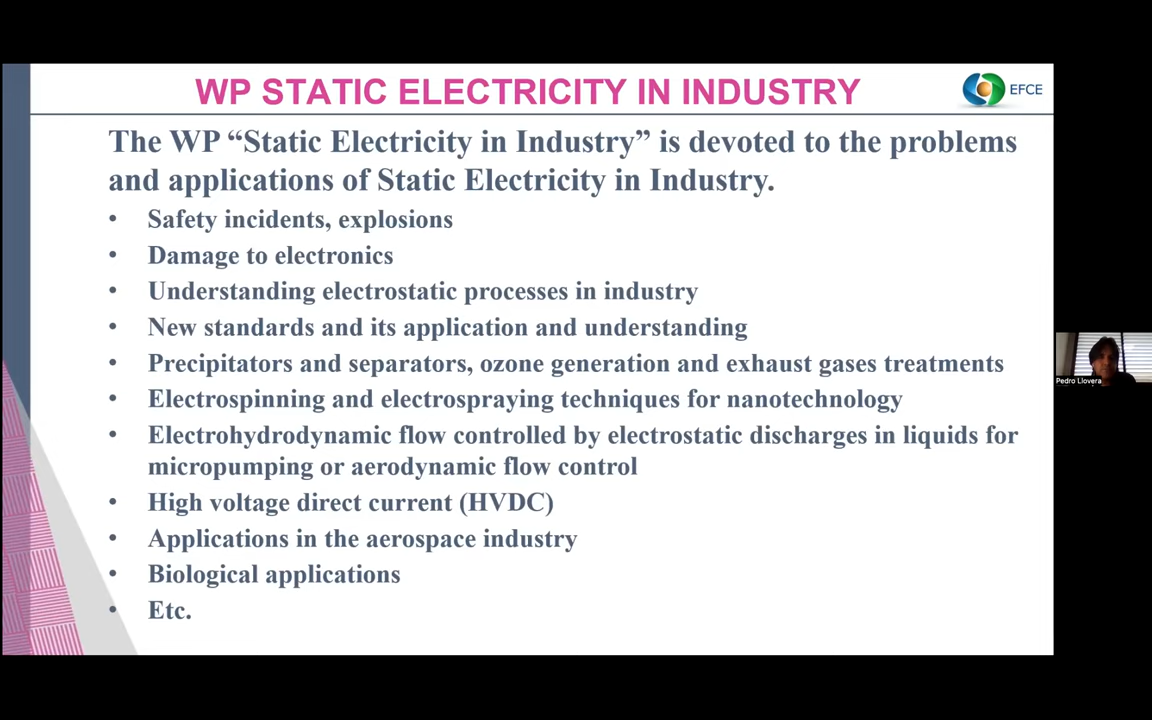 WP STATIC ELECTRICITY IN INDUSTRY
EFCE
The WP “Static Electricity in Industry” is devoted to the problems
and applications of Static Electricity in Industry.
• Safety incidents, explosions
• Damage to electronics
• Understanding electrostatic processes in industry
• New standards and its application and understanding
• Precipitators and separators, ozone generation and exhaust gases treatments
• Electrospinning and electrospraying techniques for nanotechnology
• Electrohydrodynamic flow controlled by electrostatic discharges in liquids for
micropumping or aerodynamic flow control
• High voltage direct current (HVDC)
• Applications in the aerospace industry
• Biological applications
• Etc.
Pedro Llovera